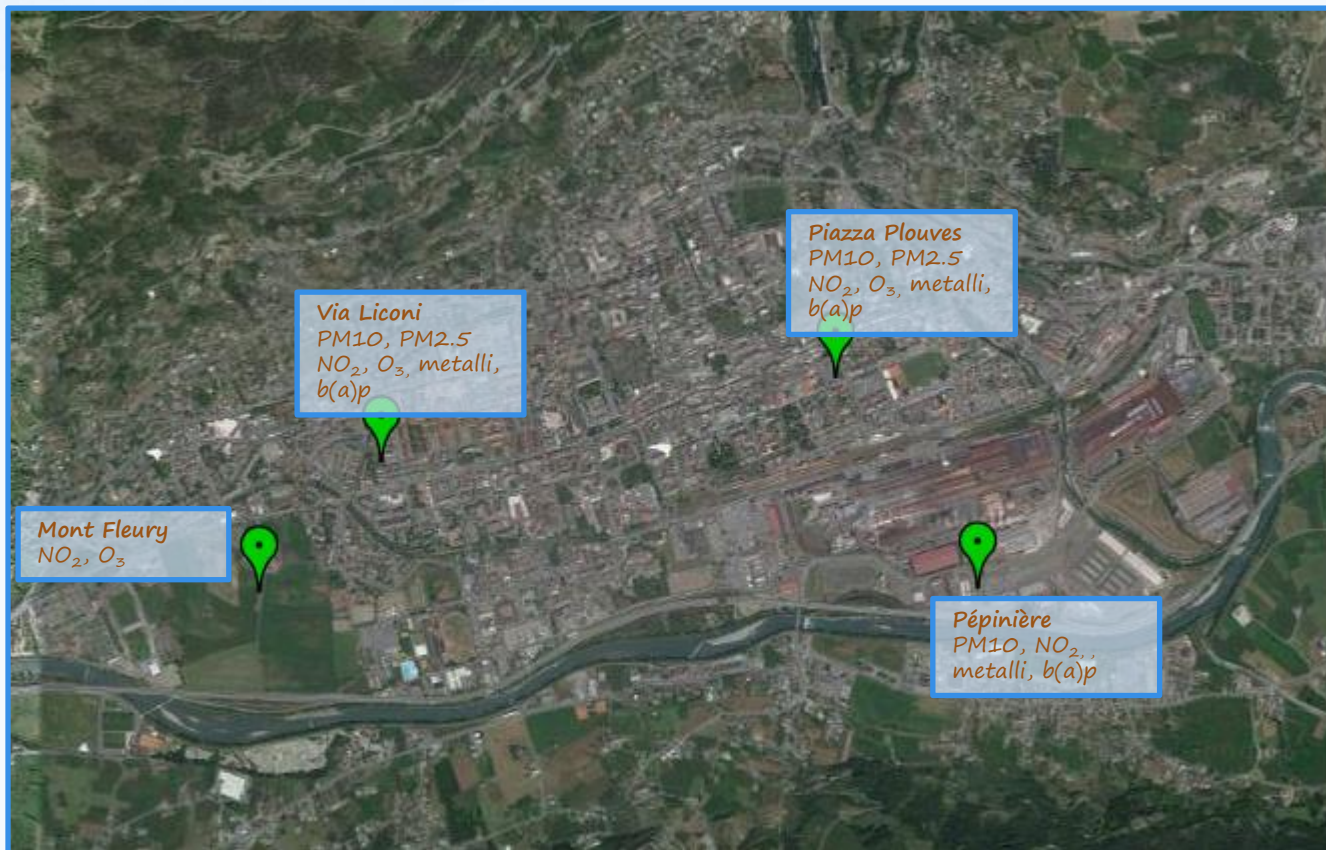 Piazza Plouves
PM10, PM2.5
NO₂, O₃, metalli,
b(a)p
Via Liconi
PM10, PM2.5
NO₂, O₃, metalli,
b(a)p
Mont Fleury
NO₂, O₃
Pépinière
PM10, NO₂, ,
metalli, b(a)p